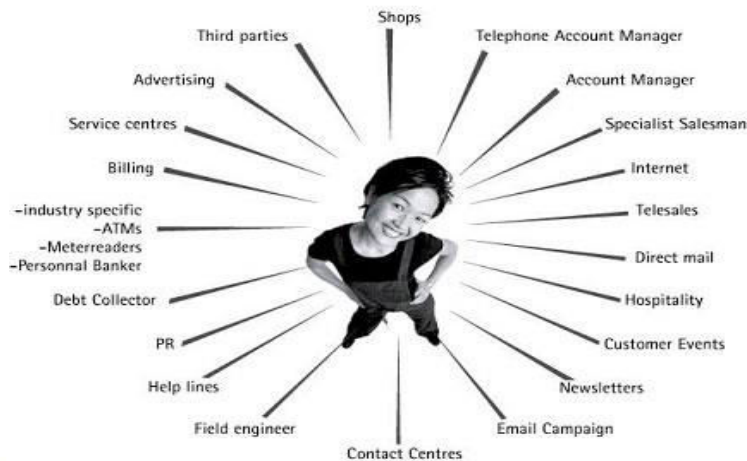 Shops
Third parties
Telephone Account Manager
Advertising
Account Manager
Service centres
Specialist Salesman
Billing
Internet
-industry specific
-ATMs
-Meterreaders
-Personnal Banker
Telesales
Direct mail
Debt Collector
Hospitality
PR
Customer Events
Help lines
Newsletters
Field engineer
Email Campaign
Contact Centres